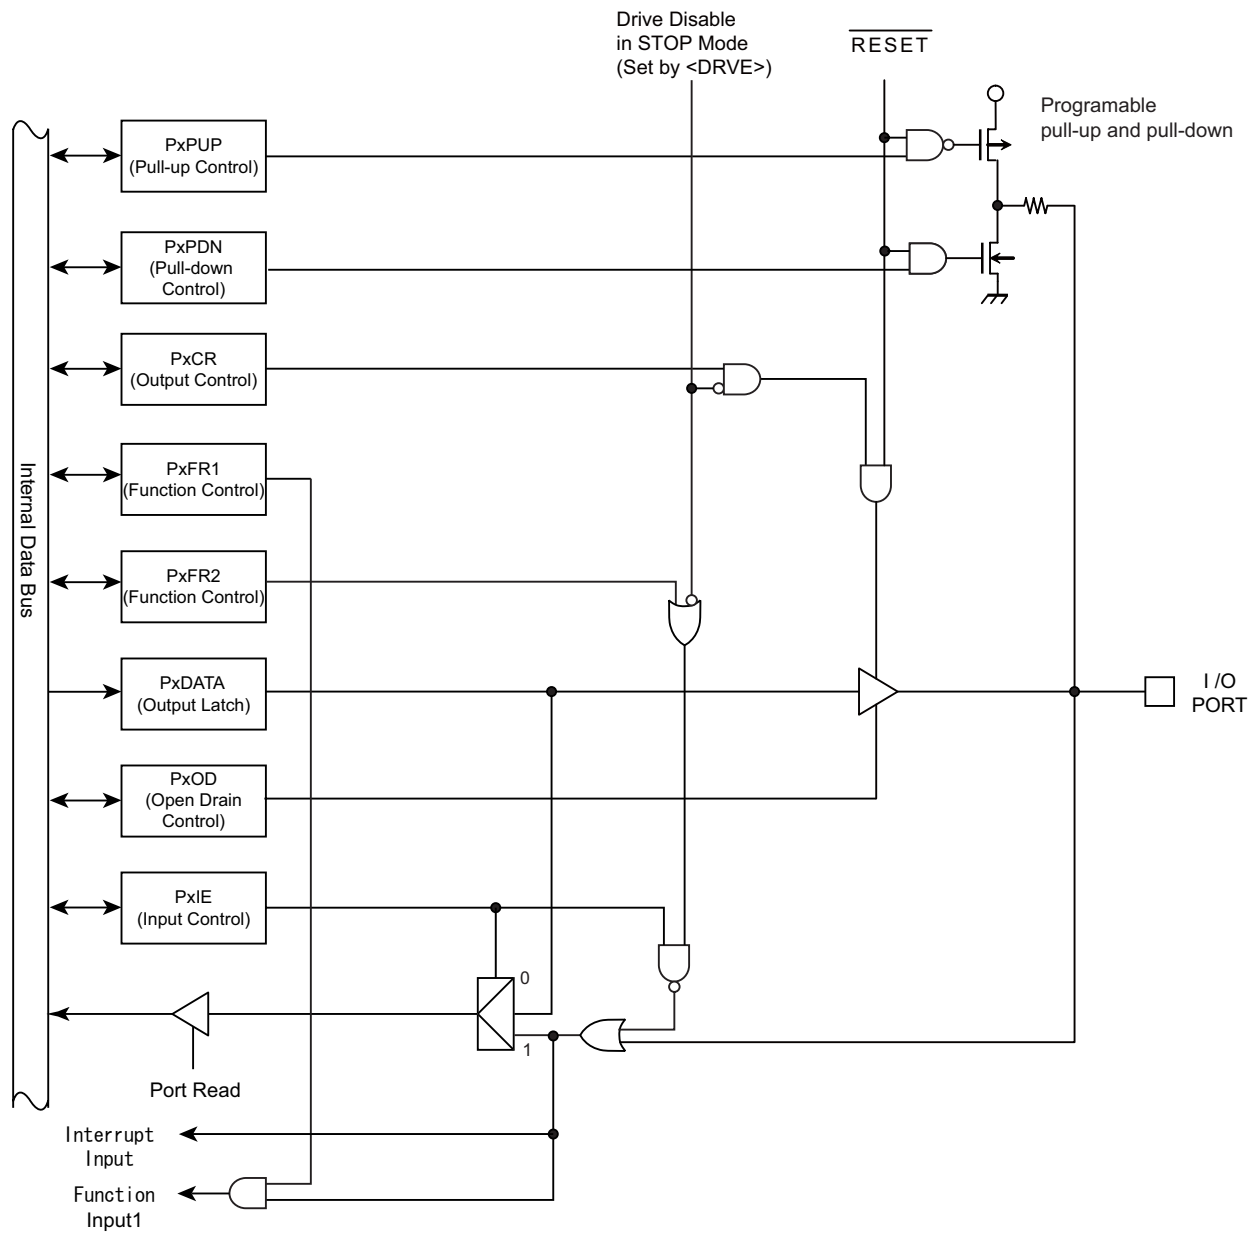 Drive Disable
in STOP Mode
(Set by <DRVE>)
RESET
Programable
pull-up and pull-down
PxPUP
(Pull-up Control)
PxPDN
(Pull-down
Control)
PxCR
(Output Control)
PxFR1
(Function Control)
Internal Data Bus
PxFR2
(Function Control)
PxDATA
(Output Latch)
I /O
PORT
PxOD
(Open Drain
Control)
PxIE
(Input Control)
0
1
Port Read
Interrupt
Input
Function
Input1